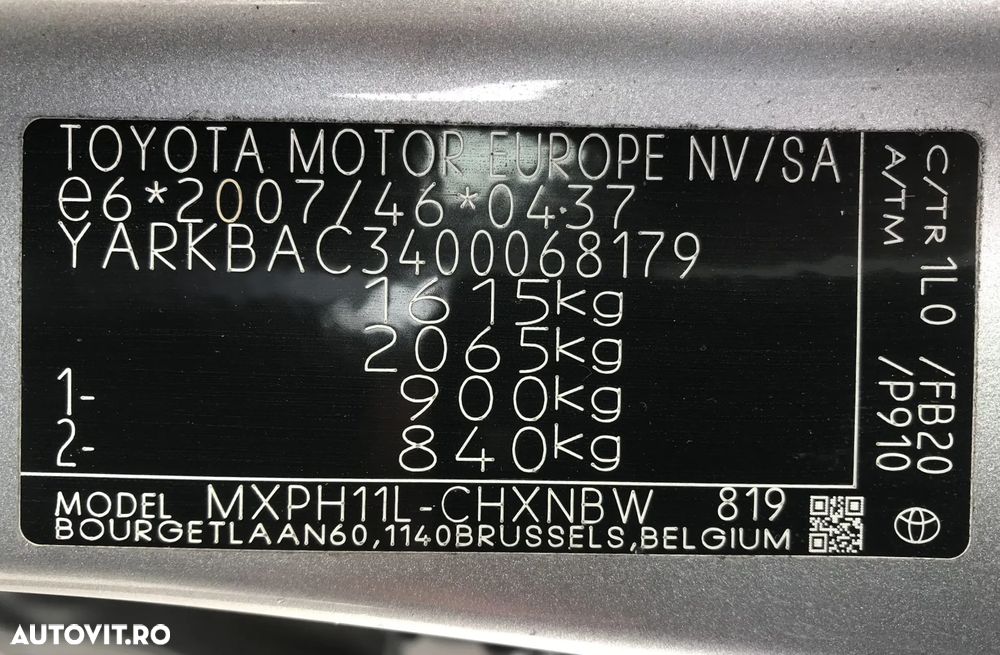 TOYOTA MOTOR EUROPE NV/SA
e6*2007/46*0437
YARKBAC3400068179
1615kg
2065kg
1- 900kg
2- 840kg
MODEL MXPH11L-CHXNBW 819
BOURGETLAAN60,1140BRUSSELS,BELGIUM
C/TR 1L0 /FB20
A/TM /P910
AUTOVIT.RO